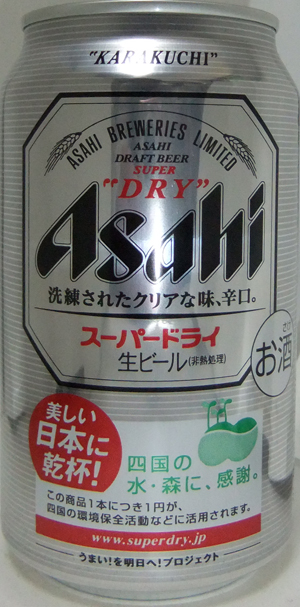 "KARAKUCHI"
ASAHI BREWERIES LIMITED
ASAHI
DRAFT BEER
SUPER
"DRY"
Asahi
洗練されたクリアな味、辛口。
スーパードライ
生ビール(非熱処理)
さけ
お酒
美しい
日本に
乾杯!
四国の
水・森に、感謝。
この商品1本につき1円が、
四国の環境保全活動などに活用されます。
www.superdry.jp
うまい!を明日へ!プロジェクト